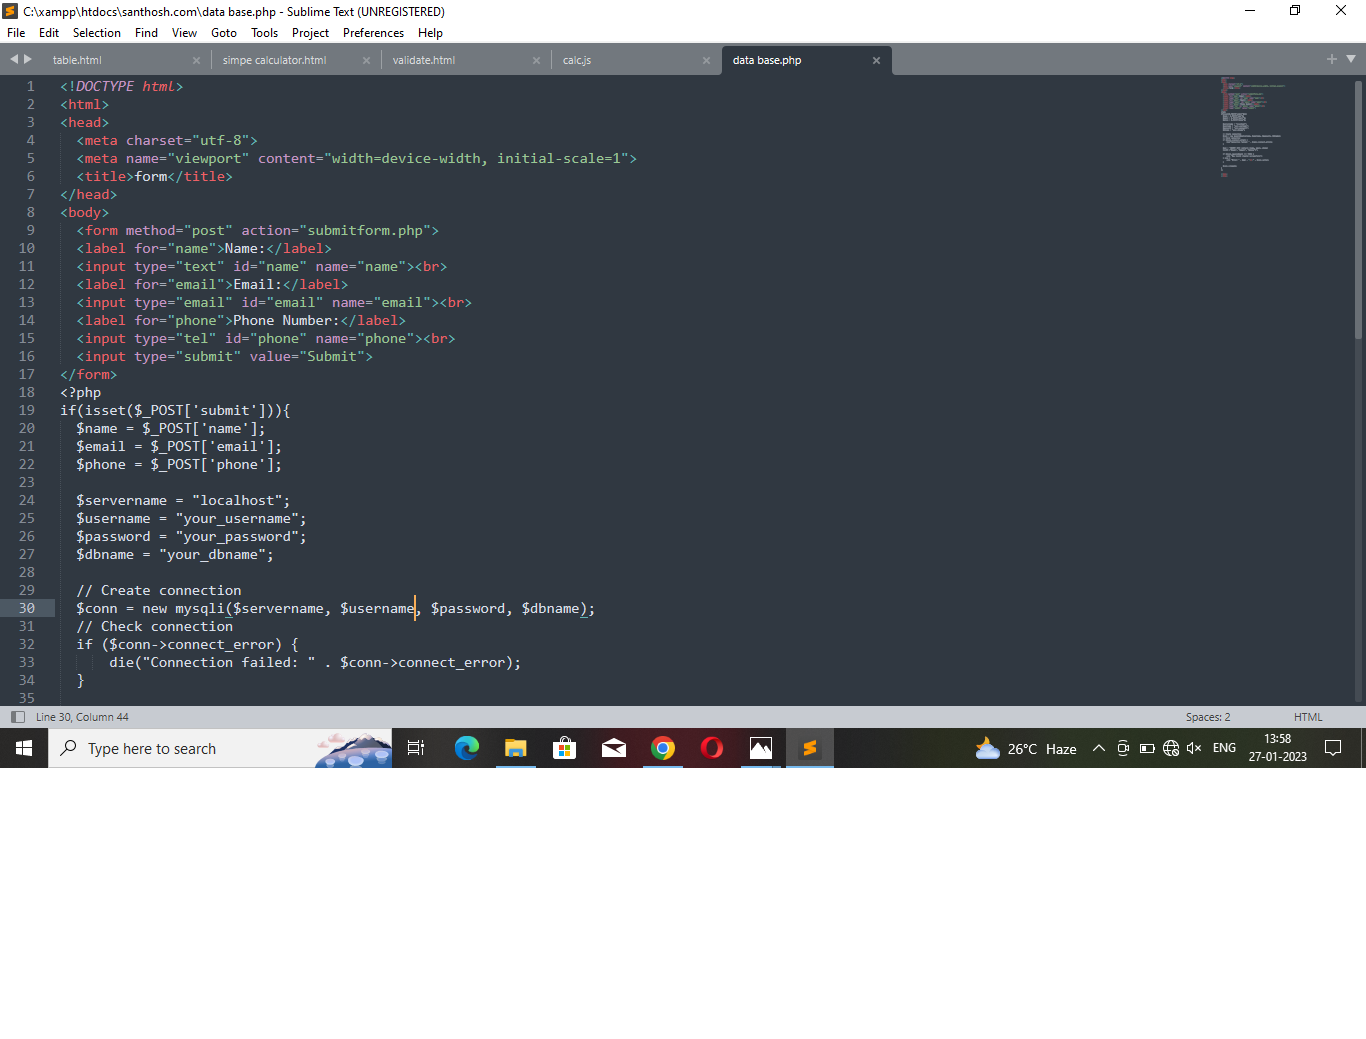 C:\xampp\htdocs\santhosh.com\data base.php - Sublime Text (UNREGISTERED)
File Edit Selection Find View Goto Tools Project Preferences Help
table.html simpe calculator.html validate.html calc.js data base.php
1 <!DOCTYPE html>
2 <html>
3 <head>
4 <meta charset="utf-8">
5 <meta name="viewport" content="width=device-width, initial-scale=1">
6 <title>form</title>
7 </head>
8 <body>
9 <form method="post" action="submitform.php">
10 <label for="name">Name:</label>
11 <input type="text" id="name" name="name"><br>
12 <label for="email">Email:</label>
13 <input type="email" id="email" name="email"><br>
14 <label for="phone">Phone Number:</label>
15 <input type="tel" id="phone" name="phone"><br>
16 <input type="submit" value="Submit">
17 </form>
18 <?php
19 if(isset($_POST['submit'])){
20 $name = $_POST['name'];
21 $email = $_POST['email'];
22 $phone = $_POST['phone'];
23
24 $servername = "localhost";
25 $username = "your_username";
26 $password = "your_password";
27 $dbname = "your_dbname";
28
29 // Create connection
30 $conn = new mysqli($servername, $username, $password, $dbname);
31 // Check connection
32 if ($conn->connect_error) {
33 die("Connection failed: " . $conn->connect_error);
34 }
35
Line 30, Column 44 Spaces: 2 HTML
Type here to search 26°C Haze ENG 13:58
27-01-2023